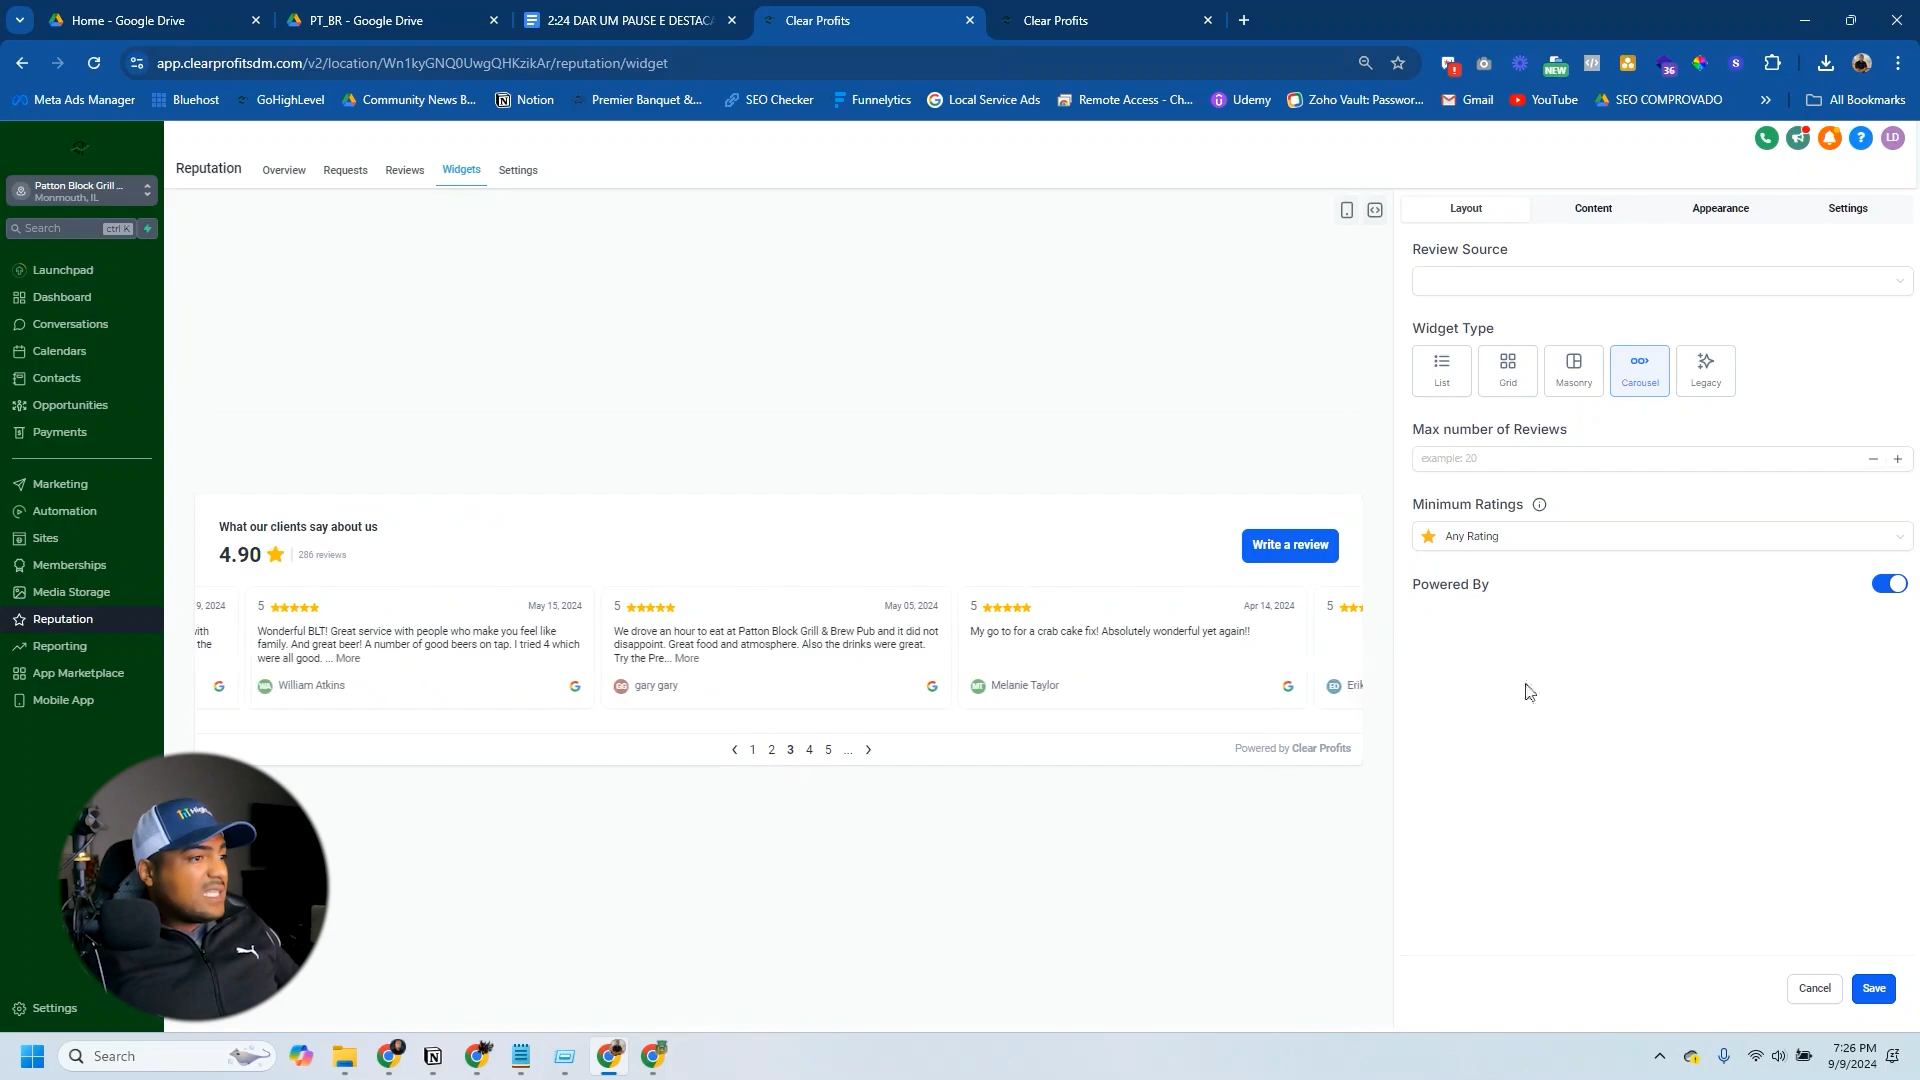 Home - Google Drive
PT_BR - Google Drive
2:24 DAR UM PAUSE E DESTAC
Clear Profits
Clear Profits
app.clearprofitsdm.com/v2/location/Wn1kyGNQ0UwgQHKzikAr/reputation/widget
NEW
36
Meta Ads Manager
Bluehost
GoHighLevel
Community News B...
Notion
Premier Banquet &...
SEO Checker
Funnelytics
Local Service Ads
Remote Access - Ch...
Udemy
Zoho Vault: Passwor...
Gmail
YouTube
SEO COMPROVADO
All Bookmarks
LD
Patton Block Grill ...
Monmouth, IL
Search
ctrl K
Launchpad
Dashboard
Conversations
Calendars
Contacts
Opportunities
Payments
Marketing
Automation
Sites
Memberships
Media Storage
Reputation
Reporting
App Marketplace
Mobile App
Settings
Reputation
Overview
Requests
Reviews
Widgets
Settings
What our clients say about us
4.90
286 reviews
Write a review
9, 2024
with
the
5
May 15, 2024
Wonderful BLT! Great service with people who make you feel like
family. And great beer! A number of good beers on tap. I tried 4 which
were all good. ... More
WA William Atkins
5
May 05, 2024
We drove an hour to eat at Patton Block Grill & Brew Pub and it did not
disappoint. Great food and atmosphere. Also the drinks were great.
Try the Pre... More
GG gary gary
5
Apr 14, 2024
My go to for a crab cake fix! Absolutely wonderful yet again!!
MT Melanie Taylor
5
Erik
1 2 3 4 5 ...
Powered by Clear Profits
Layout
Content
Appearance
Settings
Review Source
Widget Type
List
Grid
Masonry
Carousel
Legacy
Max number of Reviews
example: 20
Minimum Ratings
Any Rating
Powered By
Cancel
Save
Search
7:26 PM
9/9/2024